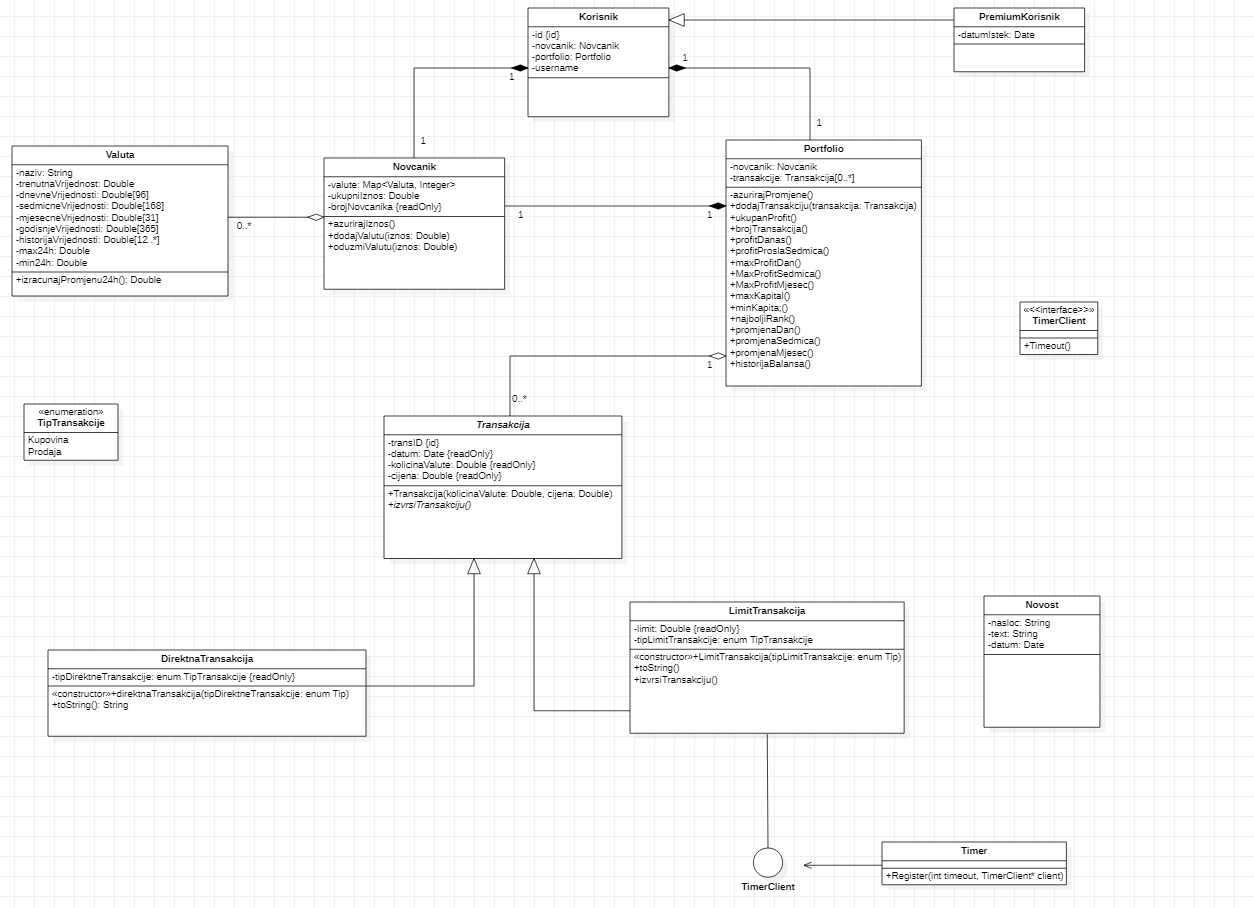 Korisnik
-id {id}
-novcanik: Novcanik
-portfolio: Portfolio
-username
PremiumKorisnik
-datumIstek: Date
1
1
1
1
Valuta
-naziv: String
-trenutnaVrijednost: Double
-dnevneVrijednosti: Double[96]
-sedmicneVrijednosti: Double[168]
-mjesecneVrijednosti: Double[31]
-godisnjeVrijednosti: Double[365]
-historijaVrijednosti: Double[12..*]
-max24h: Double
-min24h: Double
+izracunajPromjenu24h(): Double
0..*
Novcanik
-valute: Map<Valuta, Integer>
-ukupniIznos: Double
-brojNovcanika {readOnly}
+azurirajIznos()
+dodajValutu(iznos: Double)
+oduzmiValutu(iznos: Double)
1
1
Portfolio
-novcanik: Novcanik
-transakcije: Transakcija[0..*]
-azurirajPromjene()
+dodajTransakciju(transakcija: Transakcija)
+ukupanProfit()
+brojTransakcija()
+profitDanas()
+profitProslaSedmica()
+maxProfitDan()
+MaxProfitSedmica()
+MaxProfitMjesec()
+maxKapital()
+minKapita;()
+najboljiRank()
+promjenaDan()
+promjenaSedmica()
+promjenaMjesec()
+historijaBalansa()
1
0..*
«<<interface>>»
TimerClient
+Timeout()
«enumeration»
TipTransakcije
Kupovina
Prodaja
Transakcija
-transID {id}
-datum: Date {readOnly}
-kolicinaValute: Double {readOnly}
-cijena: Double {readOnly}
+Transakcija(kolicinaValute: Double, cijena: Double)
+izvrsiTransakciju()
DirektnaTransakcija
-tipDirektneTransakcije: enum TipTransakcije {readOnly}
«constructor»+direktnaTransakcija(tipDirektneTransakcije: enum Tip)
+toString(): String
LimitTransakcija
-limit: Double {readOnly}
-tipLimitTransakcije: enum TipTransakcije
«constructor»+LimitTransakcija(tipLimitTransakcije: enum Tip)
+toString()
+izvrsiTransakciju()
Novost
-nasloc: String
-text: String
-datum: Date
TimerClient
Timer
+Register(int timeout, TimerClient* client)